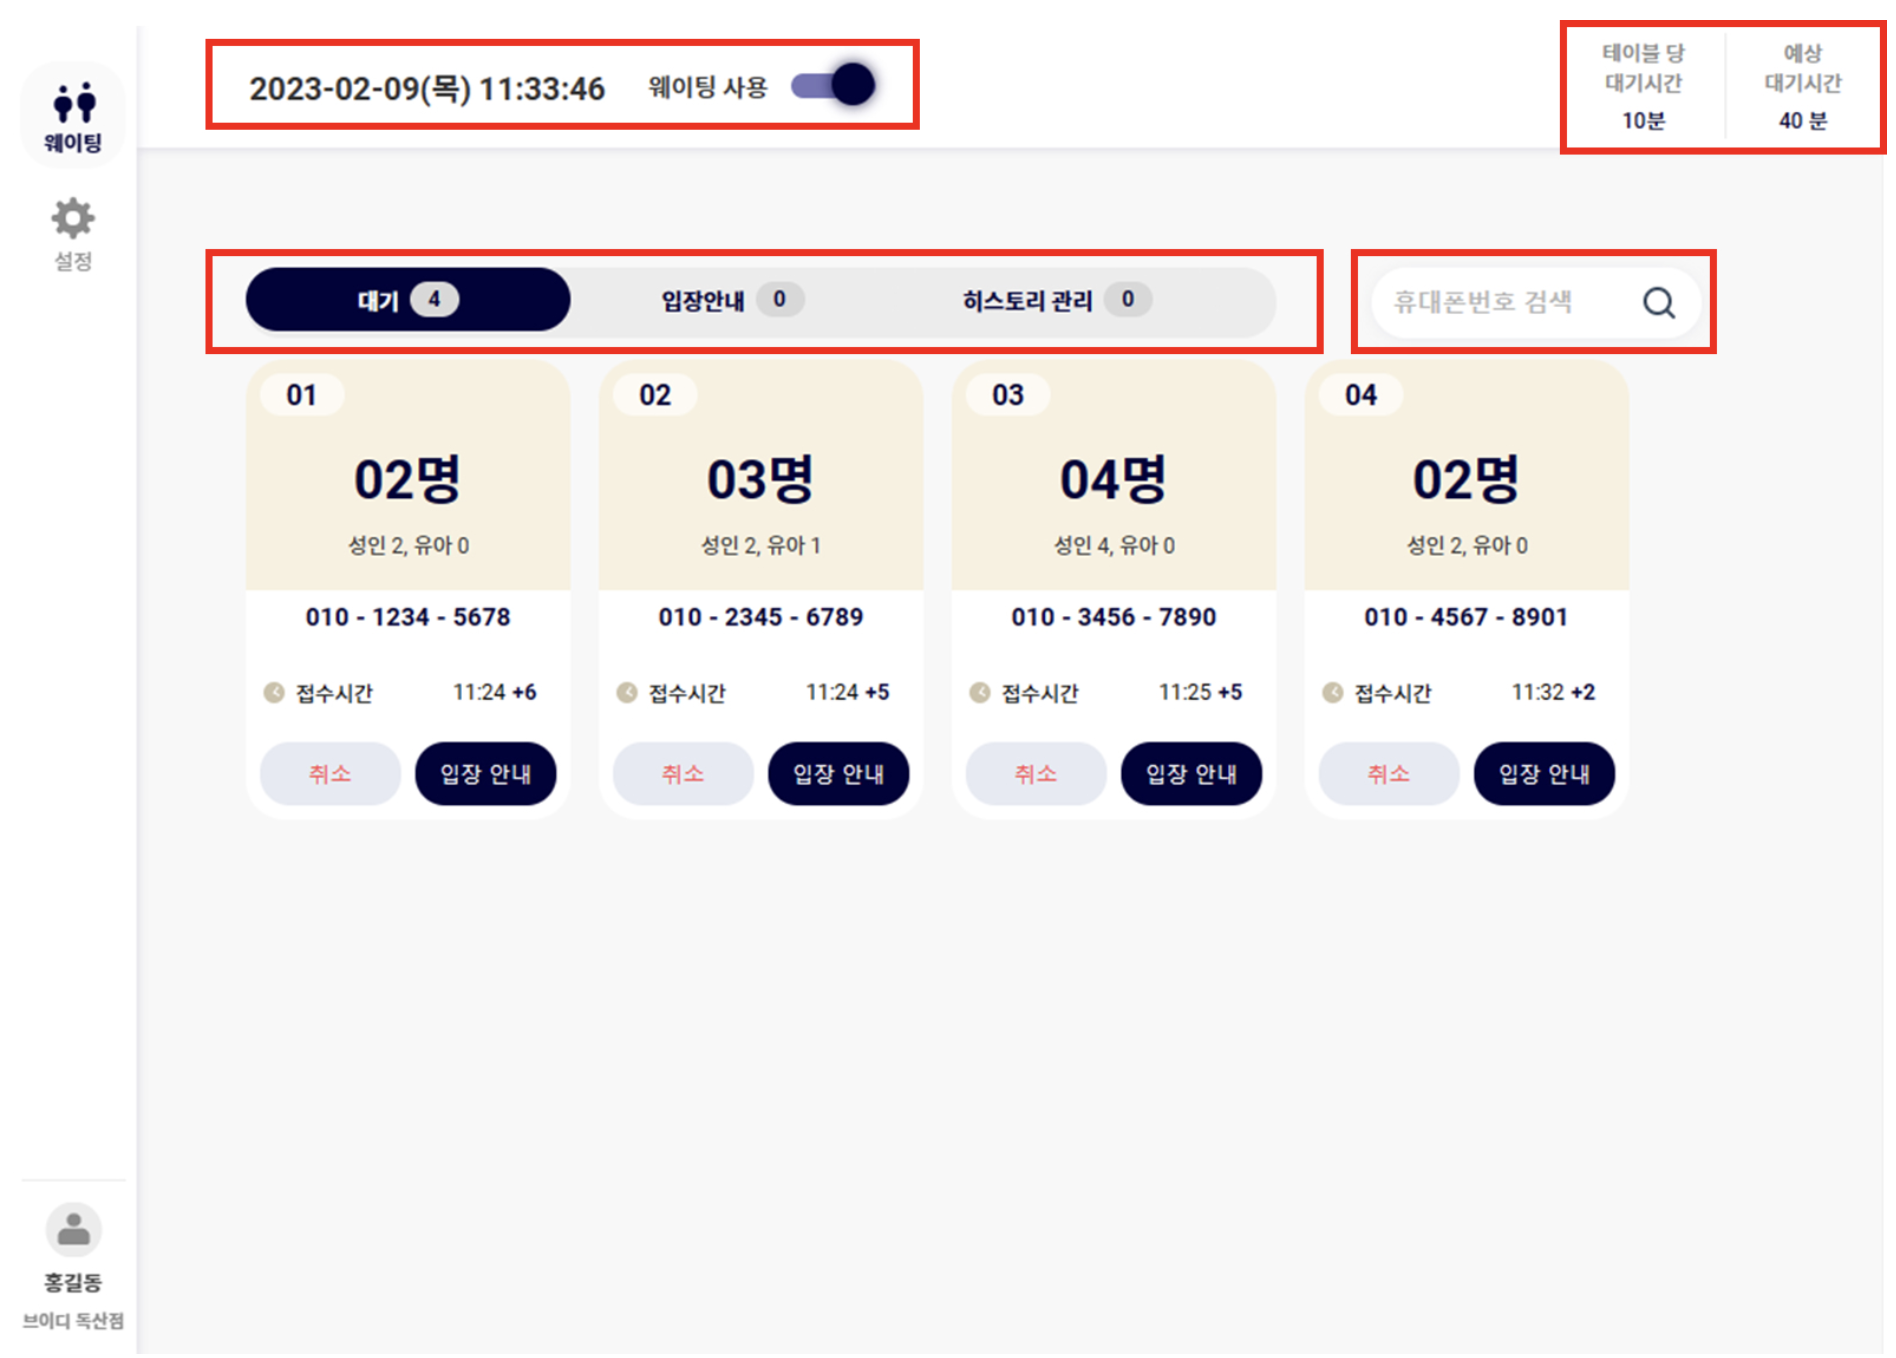 웨이팅
설정
홍길동
브이디 독산점
2023-02-09(목) 11:33:46 웨이팅 사용
테이블 당
대기시간
10분
예상
대기시간
40 분
대기 4 입장안내 0 히스토리 관리 0
휴대폰번호 검색
01
02명
성인 2, 유아 0
010 - 1234 - 5678
접수시간 11:24 +6
취소 입장 안내
02
03명
성인 2, 유아 1
010 - 2345 - 6789
접수시간 11:24 +5
취소 입장 안내
03
04명
성인 4, 유아 0
010 - 3456 - 7890
접수시간 11:25 +5
취소 입장 안내
04
02명
성인 2, 유아 0
010 - 4567 - 8901
접수시간 11:32 +2
취소 입장 안내